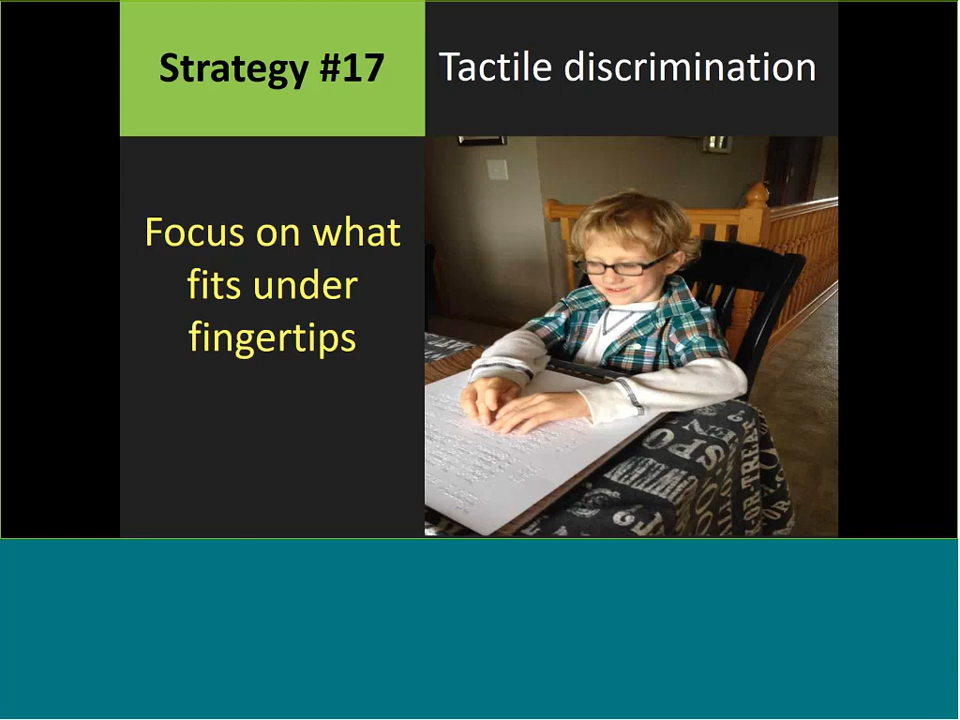 Strategy #17
Tactile discrimination
Focus on what
fits under
fingertips